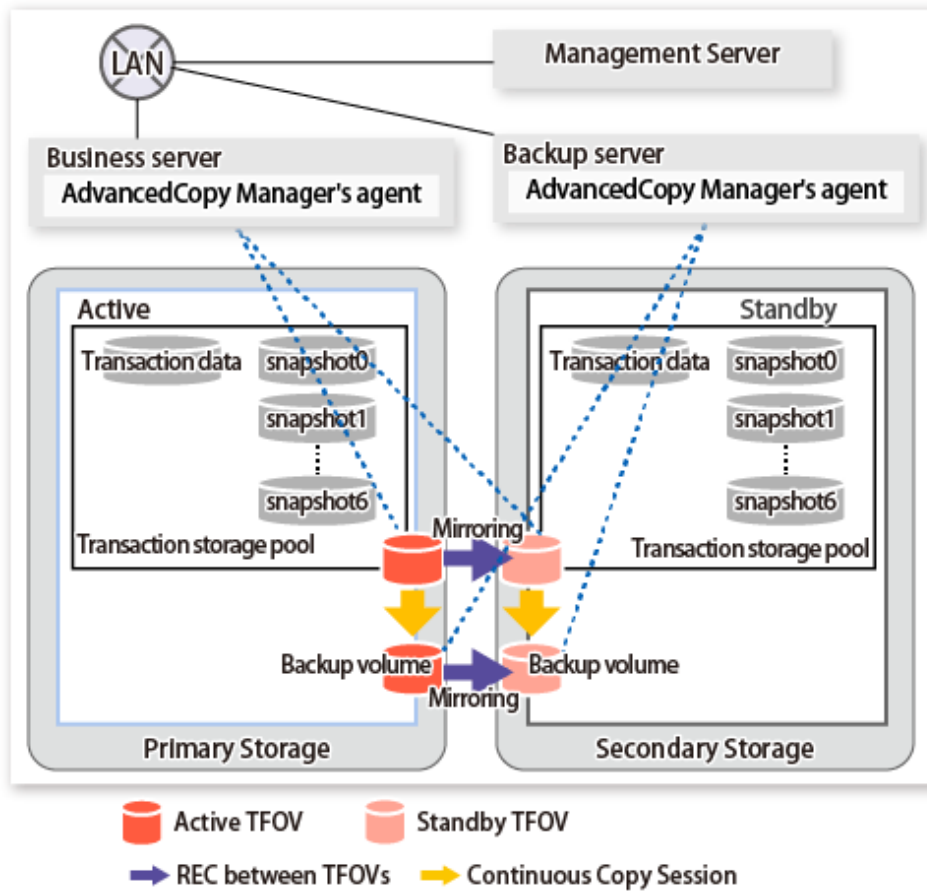 LAN
Management Server
Business server
AdvancedCopy Manager's agent
Backup server
AdvancedCopy Manager's agent
Active
Transaction data
snapshot0
snapshot1
snapshot6
Transaction storage pool
Standby
Transaction data
snapshot0
snapshot1
snapshot6
Transaction storage pool
Mirroring
Backup volume
Backup volume
Mirroring
Primary Storage
Secondary Storage
Active TFOV
Standby TFOV
REC between TFOVs
Continuous Copy Session